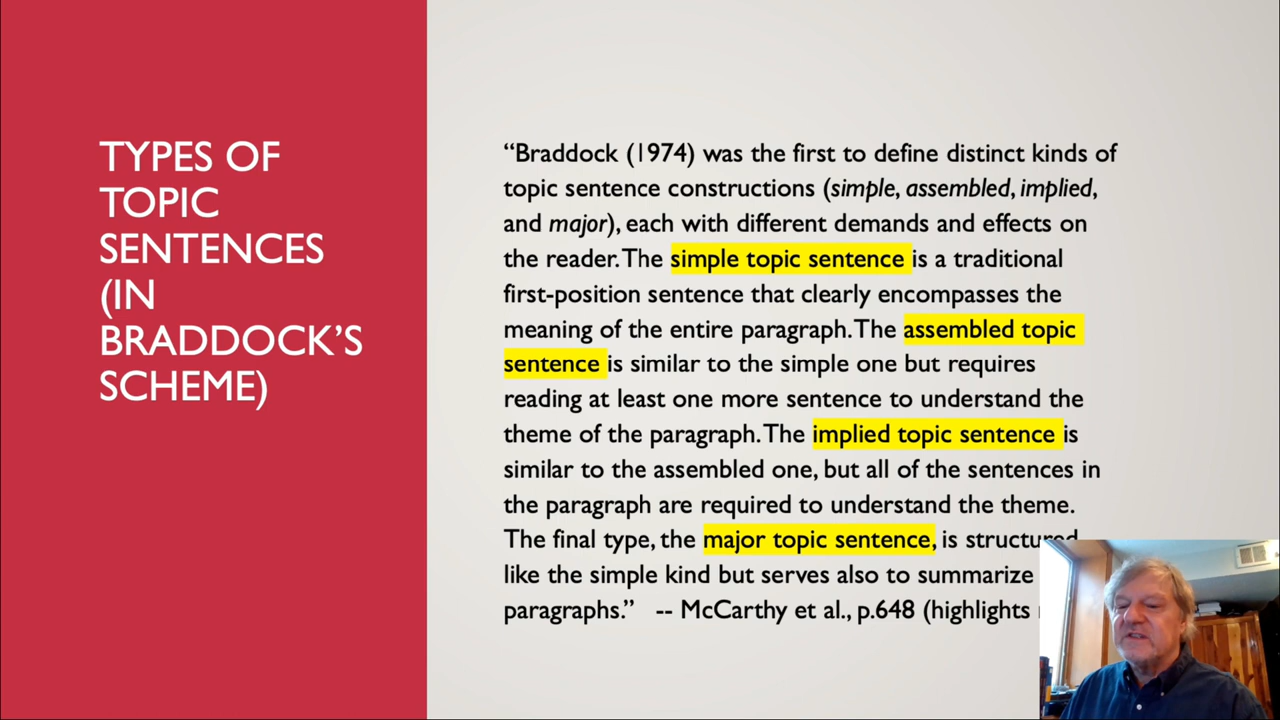 TYPES OF
TOPIC
SENTENCES
(IN
BRADDOCK’S
SCHEME)
“Braddock (1974) was the first to define distinct kinds of
topic sentence constructions (simple, assembled, implied,
and major), each with different demands and effects on
the reader. The simple topic sentence is a traditional
first-position sentence that clearly encompasses the
meaning of the entire paragraph. The assembled topic
sentence is similar to the simple one but requires
reading at least one more sentence to understand the
theme of the paragraph. The implied topic sentence is
similar to the assembled one, but all of the sentences in
the paragraph are required to understand the theme.
The final type, the major topic sentence, is structured
like the simple kind but serves also to summarize
paragraphs.” -- McCarthy et al., p.648 (highlights